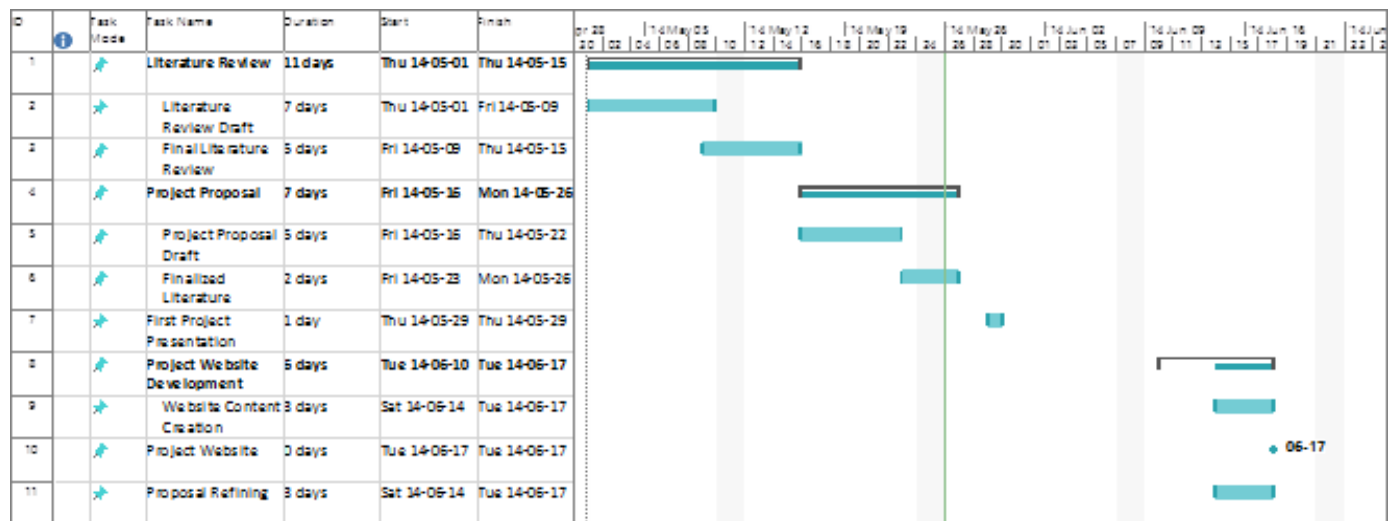 ID Task Mode Task Name Duration Start Finish
'14 May 05 '14 May 12 '14 May 19 '14 May 26 '14 Jun 02 '14 Jun 09 '14 Jun 16
30 02 04 06 08 10 12 14 16 18 20 22 24 26 28 30 01 03 05 07 09 11 13 15 17 19 21
1 Literature Review 11 days Thu 14-05-01 Thu 14-05-15
2 Literature Review Draft 7 days Thu 14-05-01 Fri 14-05-09
3 Final Literature Review 5 days Fri 14-05-09 Thu 14-05-15
4 Project Proposal 7 days Fri 14-05-16 Mon 14-05-26
5 Project Proposal Draft 5 days Fri 14-05-16 Thu 14-05-22
6 Finalized Literature 2 days Fri 14-05-23 Mon 14-05-26
7 First Project Presentation 1 day Thu 14-05-29 Thu 14-05-29
8 Project Website Development 6 days Tue 14-06-10 Tue 14-06-17
9 Website Content Creation 3 days Sat 14-06-14 Tue 14-06-17
10 Project Website 0 days Tue 14-06-17 Tue 14-06-17 06-17
11 Proposal Refining 3 days Sat 14-06-14 Tue 14-06-17